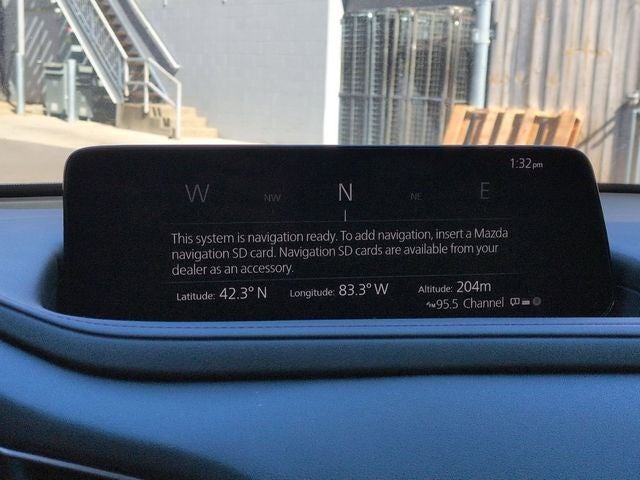 1:32pm
W NW N NE E
This system is navigation ready. To add navigation, insert a Mazda
navigation SD card. Navigation SD cards are available from your
dealer as an accessory.
Latitude: 42.3° N Longitude: 83.3° W Altitude: 204m
FM 95.5 Channel